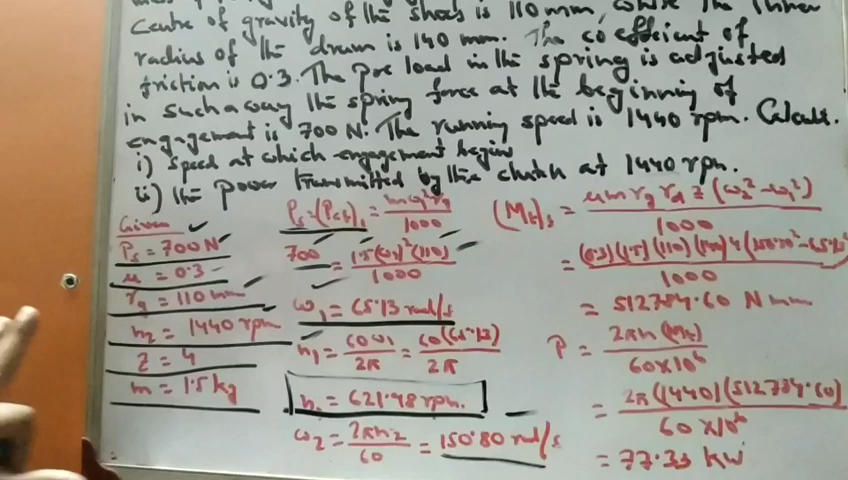 Centre of gravity of the shoes is 110 mm, while the inner
radius of the drum is 140 mm. The coefficient of
friction is 0.3. The pre load in the spring is adjusted
in such a way the spring force at the beginning of
engagement is 700 N. The running speed is 1440 rpm.
i) Speed at which engagement begins
ii) The power transmitted by the clutch at 1440 rpm.
Given
Ps = 700 N
μ = 0.3
rg = 110 mm
n2 = 1440 rpm
Z = 4
m = 1.5 kg
Ps = (Pcf)1 = mω1²rg / 1000
700 = 1.5(ω1)²(110) / 1000
ω1 = 65.13 rad/s
n1 = 60ω1 / 2π = 60(65.13) / 2π
n1 = 621.98 rpm.
ω2 = 2πn2 / 60 = 150.80 rad/s
(Mt)s = μ m rg rd z (ω2² - ω1²) / 1000
= (0.3)(1.5)(110)(140)4(150.80² - 65.13²) / 1000
= 512784.60 N mm
P = 2πn(Mt) / 60×10⁶
= 2π(1440)(512784.60) / 60×10⁶
= 77.33 kW